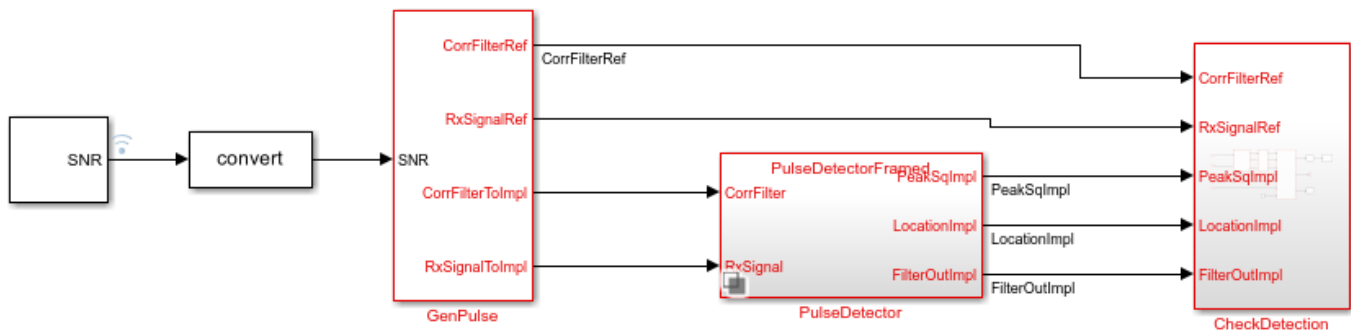 CorrFilterRef
CorrFilterRef
CorrFilterRef
RxSignalRef
RxSignalRef
SNR
convert
SNR
PulseDetectorFramed
PeakSqImpl
PeakSqImpl
PeakSqImpl
CorrFilterToImpl
CorrFilter
LocationImpl
LocationImpl
LocationImpl
RxSignalToImpl
RxSignal
FilterOutImpl
FilterOutImpl
FilterOutImpl
GenPulse
PulseDetector
CheckDetection